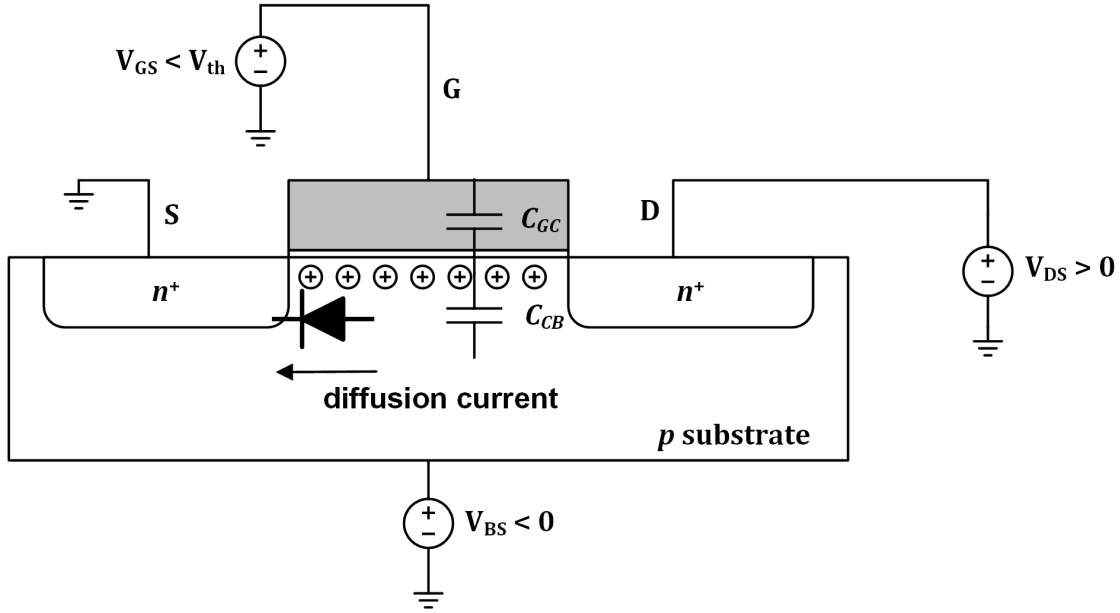 V_GS < V_th
+
−
G
S
C_GC
D
+
−
V_DS > 0
+ + + + + + +
n⁺
n⁺
C_CB
diffusion current
p substrate
+
−
V_BS < 0